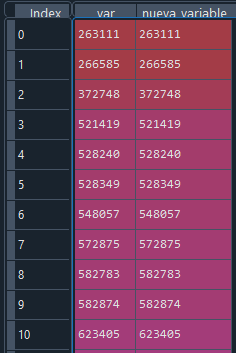 Index var nueva_variable
0 263111 263111
1 266585 266585
2 372748 372748
3 521419 521419
4 528240 528240
5 528349 528349
6 548057 548057
7 572875 572875
8 582783 582783
9 582874 582874
10 623405 623405